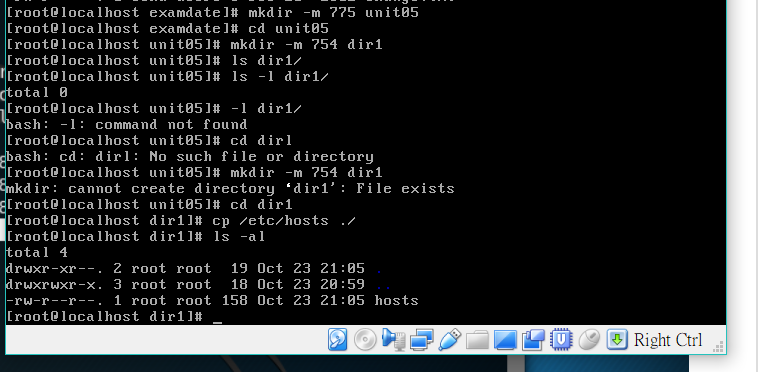 [root@localhost examdate]# mkdir -m 775 unit05
[root@localhost examdate]# cd unit05
[root@localhost unit05]# mkdir -m 754 dir1
[root@localhost unit05]# ls dir1/
[root@localhost unit05]# ls -l dir1/
total 0
[root@localhost unit05]# -l dir1/
bash: -l: command not found
[root@localhost unit05]# cd dirl
bash: cd: dirl: No such file or directory
[root@localhost unit05]# mkdir -m 754 dir1
mkdir: cannot create directory ‘dir1’: File exists
[root@localhost unit05]# cd dir1
[root@localhost dir1]# cp /etc/hosts ./
[root@localhost dir1]# ls -al
total 4
drwxr-xr--. 2 root root  19 Oct 23 21:05 .
drwxrwxr-x. 3 root root  18 Oct 23 20:59 ..
-rw-r--r--. 1 root root 158 Oct 23 21:05 hosts
[root@localhost dir1]# _
Right Ctrl